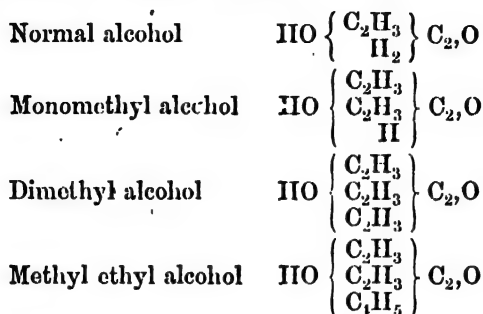 C₂H₃
Normal alcohol HO { } C₂,O
H₂
C₂H₃
Monomethyl alcohol HO { C₂H₃ } C₂,O
H
C₂H₃
Dimethyl alcohol HO { C₂H₃ } C₂,O
C₂H₃
C₂H₃
Methyl ethyl alcohol HO { C₂H₃ } C₂,O
C₄H₅